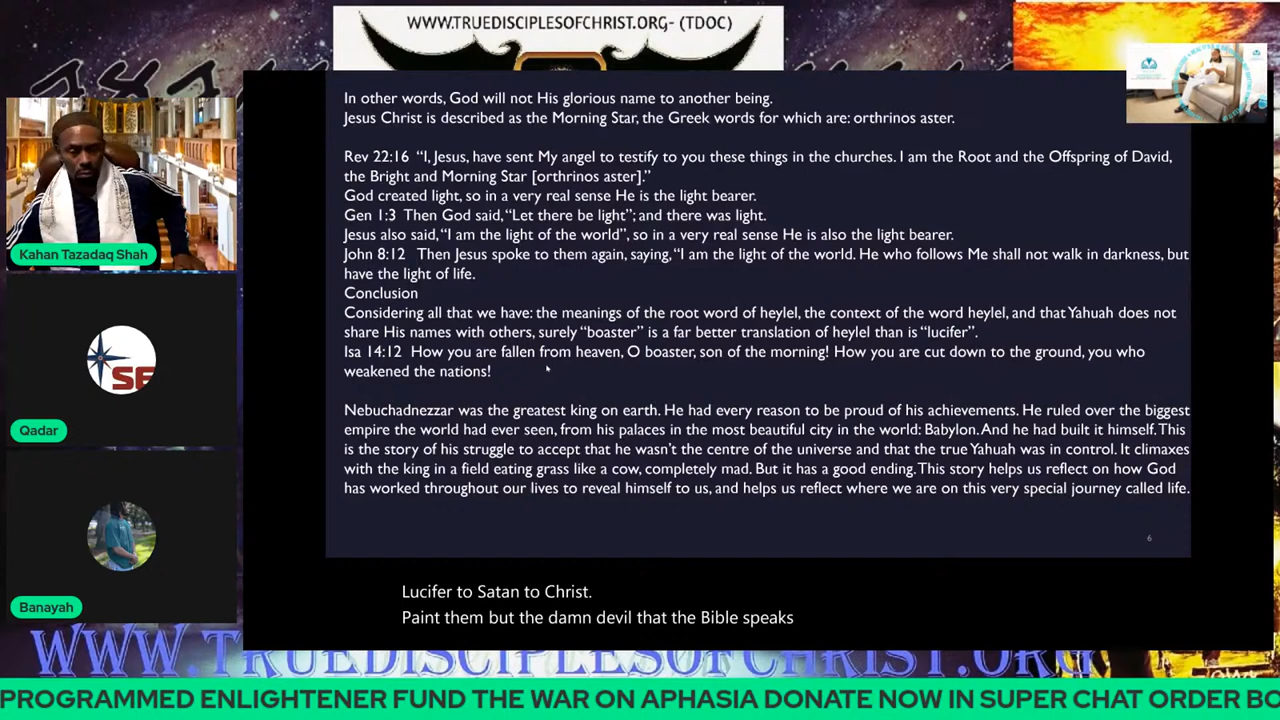 WWW.TRUEDISCIPLESOFCHRIST.ORG- (TDOC)
In other words, God will not His glorious name to another being.
Jesus Christ is described as the Morning Star, the Greek words for which are: orthrinos aster.
Rev 22:16 “I, Jesus, have sent My angel to testify to you these things in the churches. I am the Root and the Offspring of David,
the Bright and Morning Star [orthrinos aster].”
God created light, so in a very real sense He is the light bearer.
Gen 1:3 Then God said, “Let there be light”; and there was light.
Jesus also said, “I am the light of the world”, so in a very real sense He is also the light bearer.
John 8:12 Then Jesus spoke to them again, saying, “I am the light of the world. He who follows Me shall not walk in darkness, but
have the light of life.
Conclusion
Considering all that we have: the meanings of the root word of heylel, the context of the word heylel, and that Yahuah does not
share His names with others, surely “boaster” is a far better translation of heylel than is “lucifer”.
Isa 14:12 How you are fallen from heaven, O boaster, son of the morning! How you are cut down to the ground, you who
weakened the nations!
Nebuchadnezzar was the greatest king on earth. He had every reason to be proud of his achievements. He ruled over the biggest
empire the world had ever seen, from his palaces in the most beautiful city in the world: Babylon. And he had built it himself. This
is the story of his struggle to accept that he wasn’t the centre of the universe and that the true Yahuah was in control. It climaxes
with the king in a field eating grass like a cow, completely mad. But it has a good ending. This story helps us reflect on how God
has worked throughout our lives to reveal himself to us, and helps us reflect where we are on this very special journey called life.
6
Kahan Tazadaq Shah
SE
Qadar
Banayah
Lucifer to Satan to Christ.
Paint them but the damn devil that the Bible speaks
WWW.TRUEDISCIPLESOFCHRIST.ORG
PROGRAMMED ENLIGHTENER FUND THE WAR ON APHASIA DONATE NOW IN SUPER CHAT ORDER BO